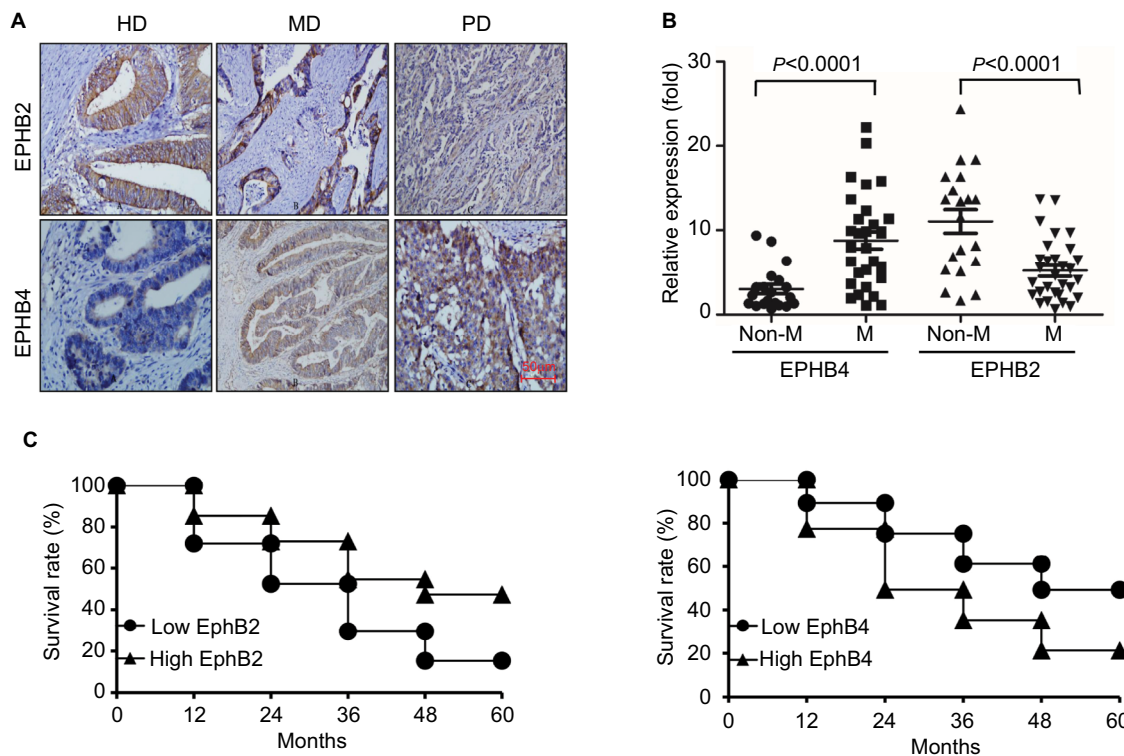 A
HD
MD
PD
EPHB2
EPHB4
A
B
C
B
50μm
B
P<0.0001
P<0.0001
Relative expression (fold)
30
20
10
0
Non-M
M
Non-M
M
EPHB4
EPHB2
C
Survival rate (%)
100
80
60
40
20
0
Low EphB2
High EphB2
0
12
24
36
48
60
Months
Survival rate (%)
100
80
60
40
20
0
Low EphB4
High EphB4
0
12
24
36
48
60
Months